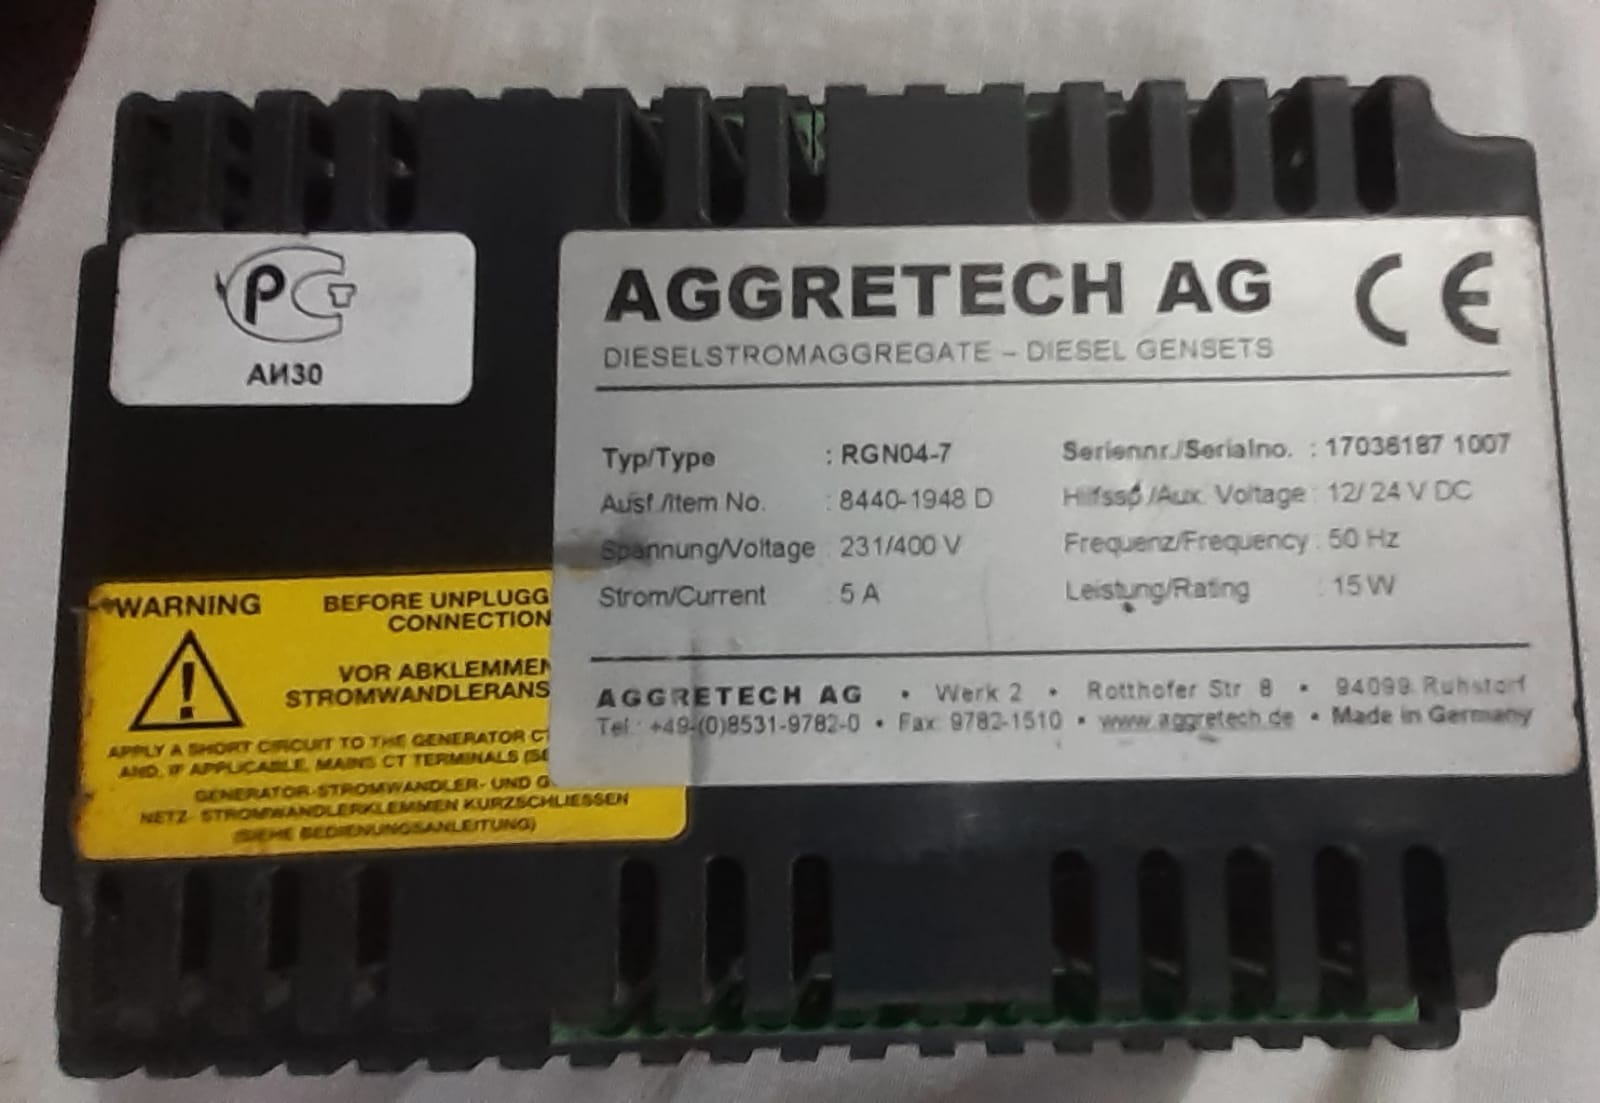 РСТ
АИ30
AGGRETECH AG CE
DIESELSTROMAGGREGATE – DIESEL GENSETS
Typ/Type : RGN04-7 Seriennr./Serialno. : 17036187 1007
Ausf./Item No. : 8440-1948 D Hilfssp./Aux. Voltage : 12/ 24 V DC
Spannung/Voltage : 231/400 V Frequenz/Frequency : 50 Hz
Strom/Current : 5 A Leistung/Rating : 15 W
AGGRETECH AG • Werk 2 • Rotthofer Str 8 • 94099 Ruhstorf
Tel.: +49-(0)8531-9782-0 • Fax: 9782-1510 • www.aggretech.de • Made in Germany
WARNING
BEFORE UNPLUGG
CONNECTION
VOR ABKLEMMEN
STROMWANDLERANS
!
APPLY A SHORT CIRCUIT TO THE GENERATOR CT
AND, IF APPLICABLE, MAINS CT TERMINALS (SE
GENERATOR-STROMWANDLER- UND G
NETZ- STROMWANDLERKLEMMEN KURZSCHLIESSEN
(SIEHE BEDIENUNGSANLEITUNG)